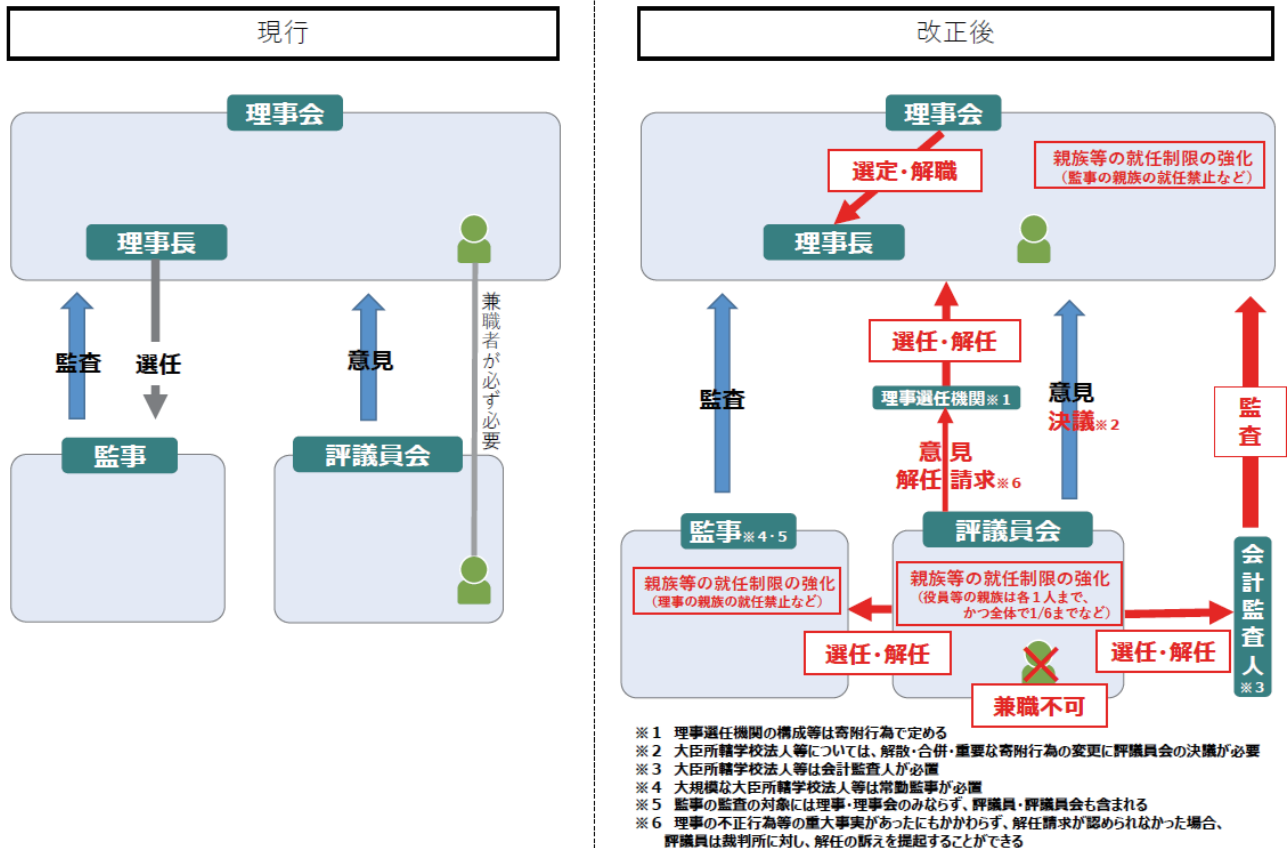 現行
理事会
理事長
監査
選任
意見
兼職者が必ず必要
監事
評議員会
改正後
理事会
選定・解職
親族等の就任制限の強化
（監事の親族の就任禁止など）
理事長
選任・解任
理事選任機関※1
監査
意見
決議※2
監査
意見
解任請求※6
監事※4・5
評議員会
会計監査人※3
親族等の就任制限の強化
（理事の親族の就任禁止など）
親族等の就任制限の強化
（役員等の親族は各１人まで、
かつ全体で1/6までなど）
選任・解任
選任・解任
兼職不可
※１　理事選任機関の構成等は寄附行為で定める
※２　大臣所轄学校法人等については、解散・合併・重要な寄附行為の変更に評議員会の決議が必要
※３　大臣所轄学校法人等は会計監査人が必置
※４　大規模な大臣所轄学校法人等は常勤監事が必置
※５　監事の監査の対象には理事・理事会のみならず、評議員・評議員会も含まれる
※６　理事の不正行為等の重大事実があったにもかかわらず、解任請求が認められなかった場合、
評議員は裁判所に対し、解任の訴えを提起することができる